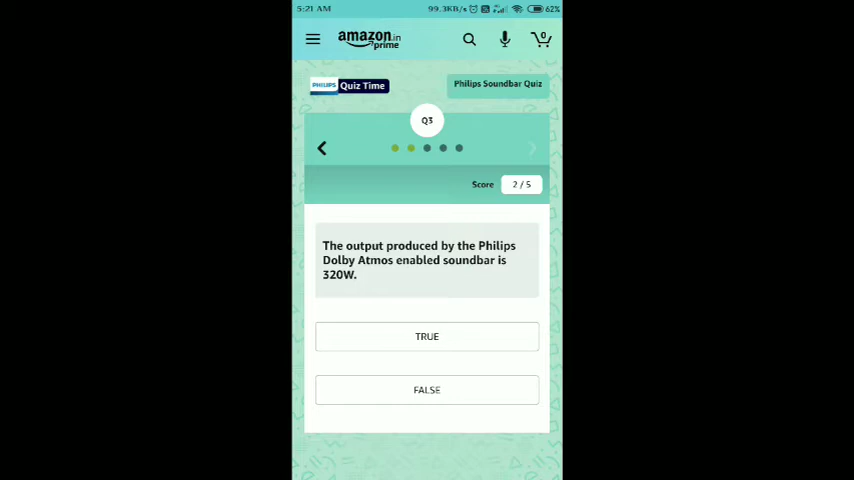 5:21 AM 99.3KB/s 62%
amazon.in
prime
0
PHILIPS Quiz Time
Philips Soundbar Quiz
Q3
Score 2 / 5
The output produced by the Philips
Dolby Atmos enabled soundbar is
320W.
TRUE
FALSE